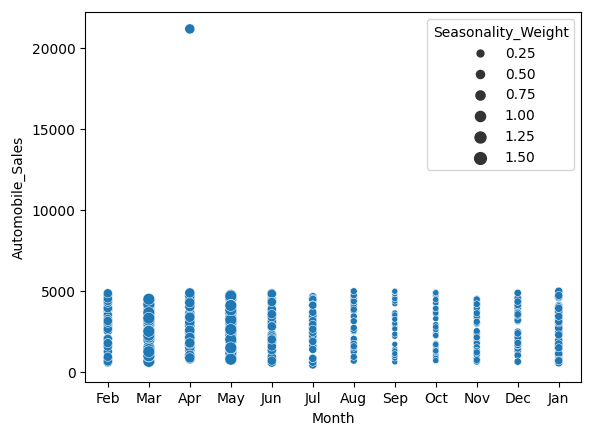 Seasonality_Weight
0.25
0.50
0.75
1.00
1.25
1.50
Automobile_Sales
20000
15000
10000
5000
0
Feb Mar Apr May Jun Jul Aug Sep Oct Nov Dec Jan
Month